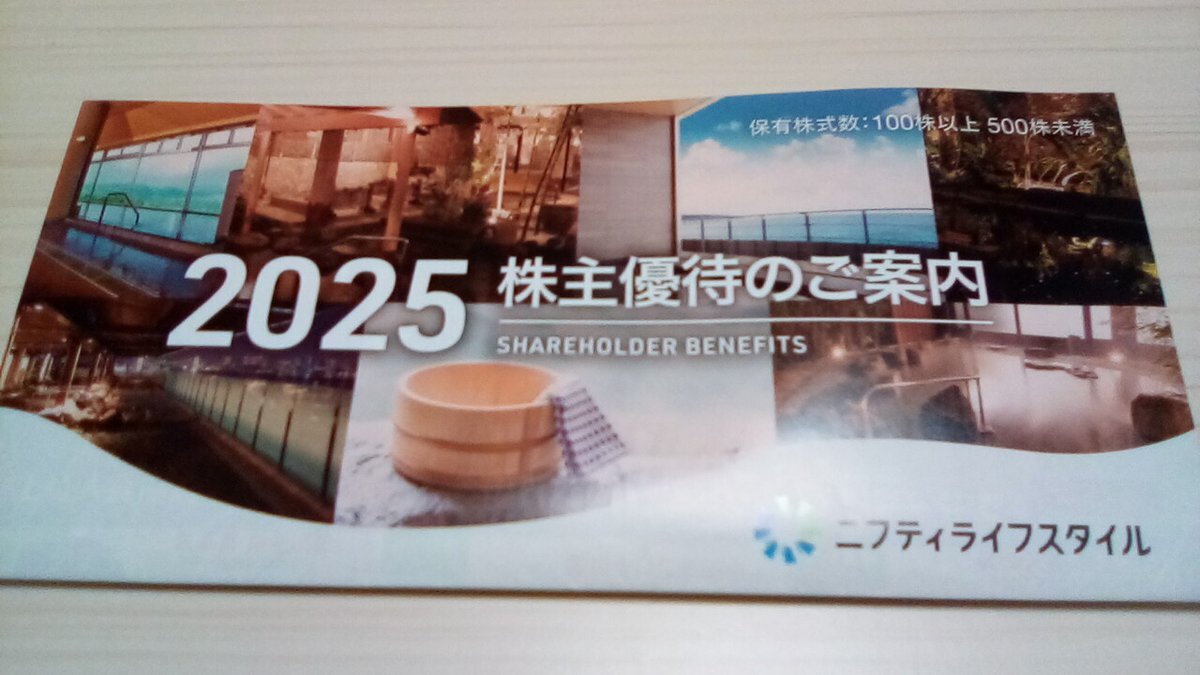 保有株式数：100株以上 500株未満
2025 株主優待のご案内
SHAREHOLDER BENEFITS
ニフティライフスタイル